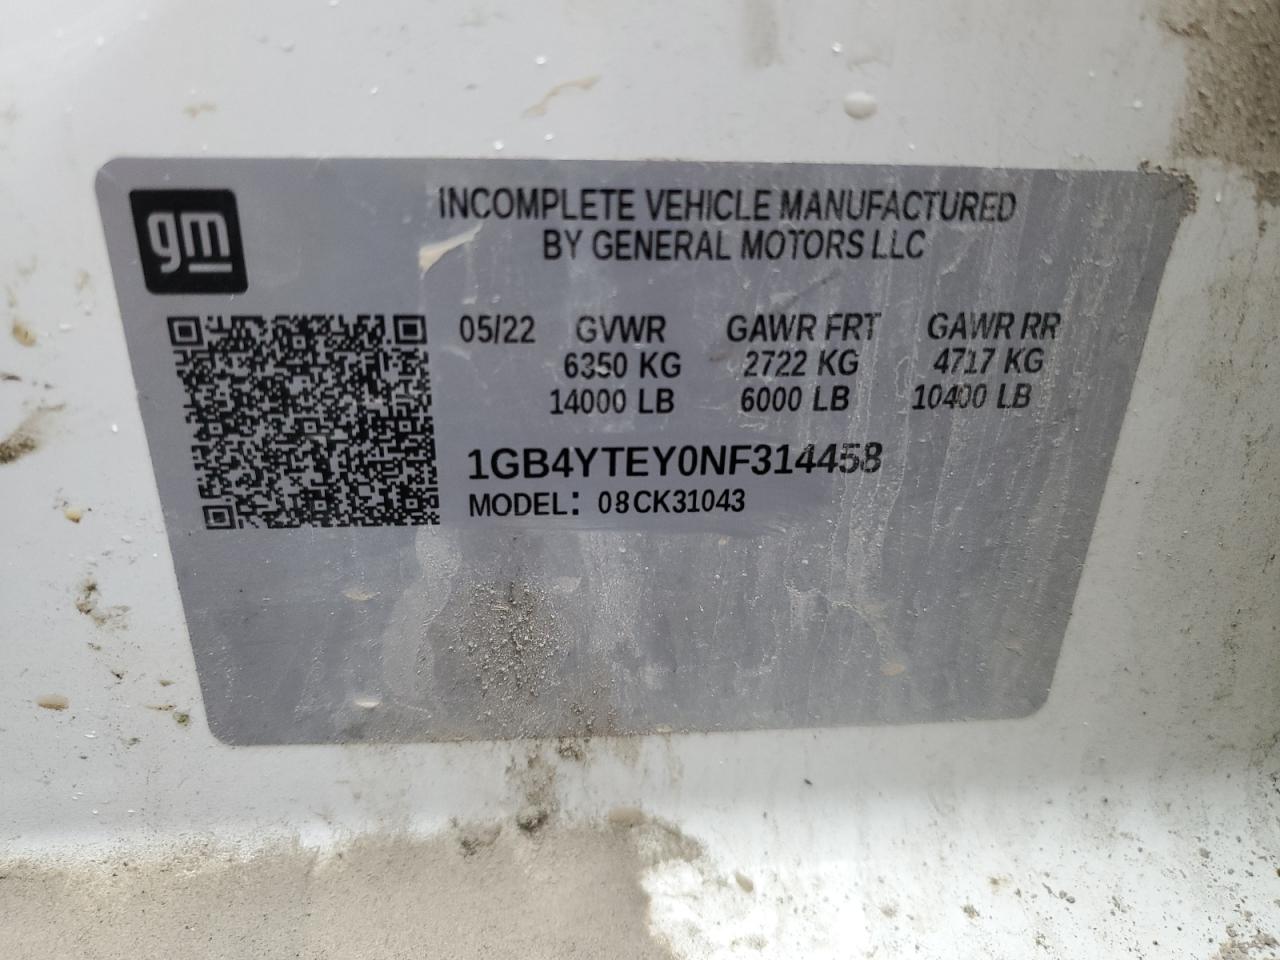 gm
INCOMPLETE VEHICLE MANUFACTURED
BY GENERAL MOTORS LLC
05/22 GVWR GAWR FRT GAWR RR
6350 KG 2722 KG 4717 KG
14000 LB 6000 LB 10400 LB
1GB4YTEY0NF314458
MODEL: 08CK31043